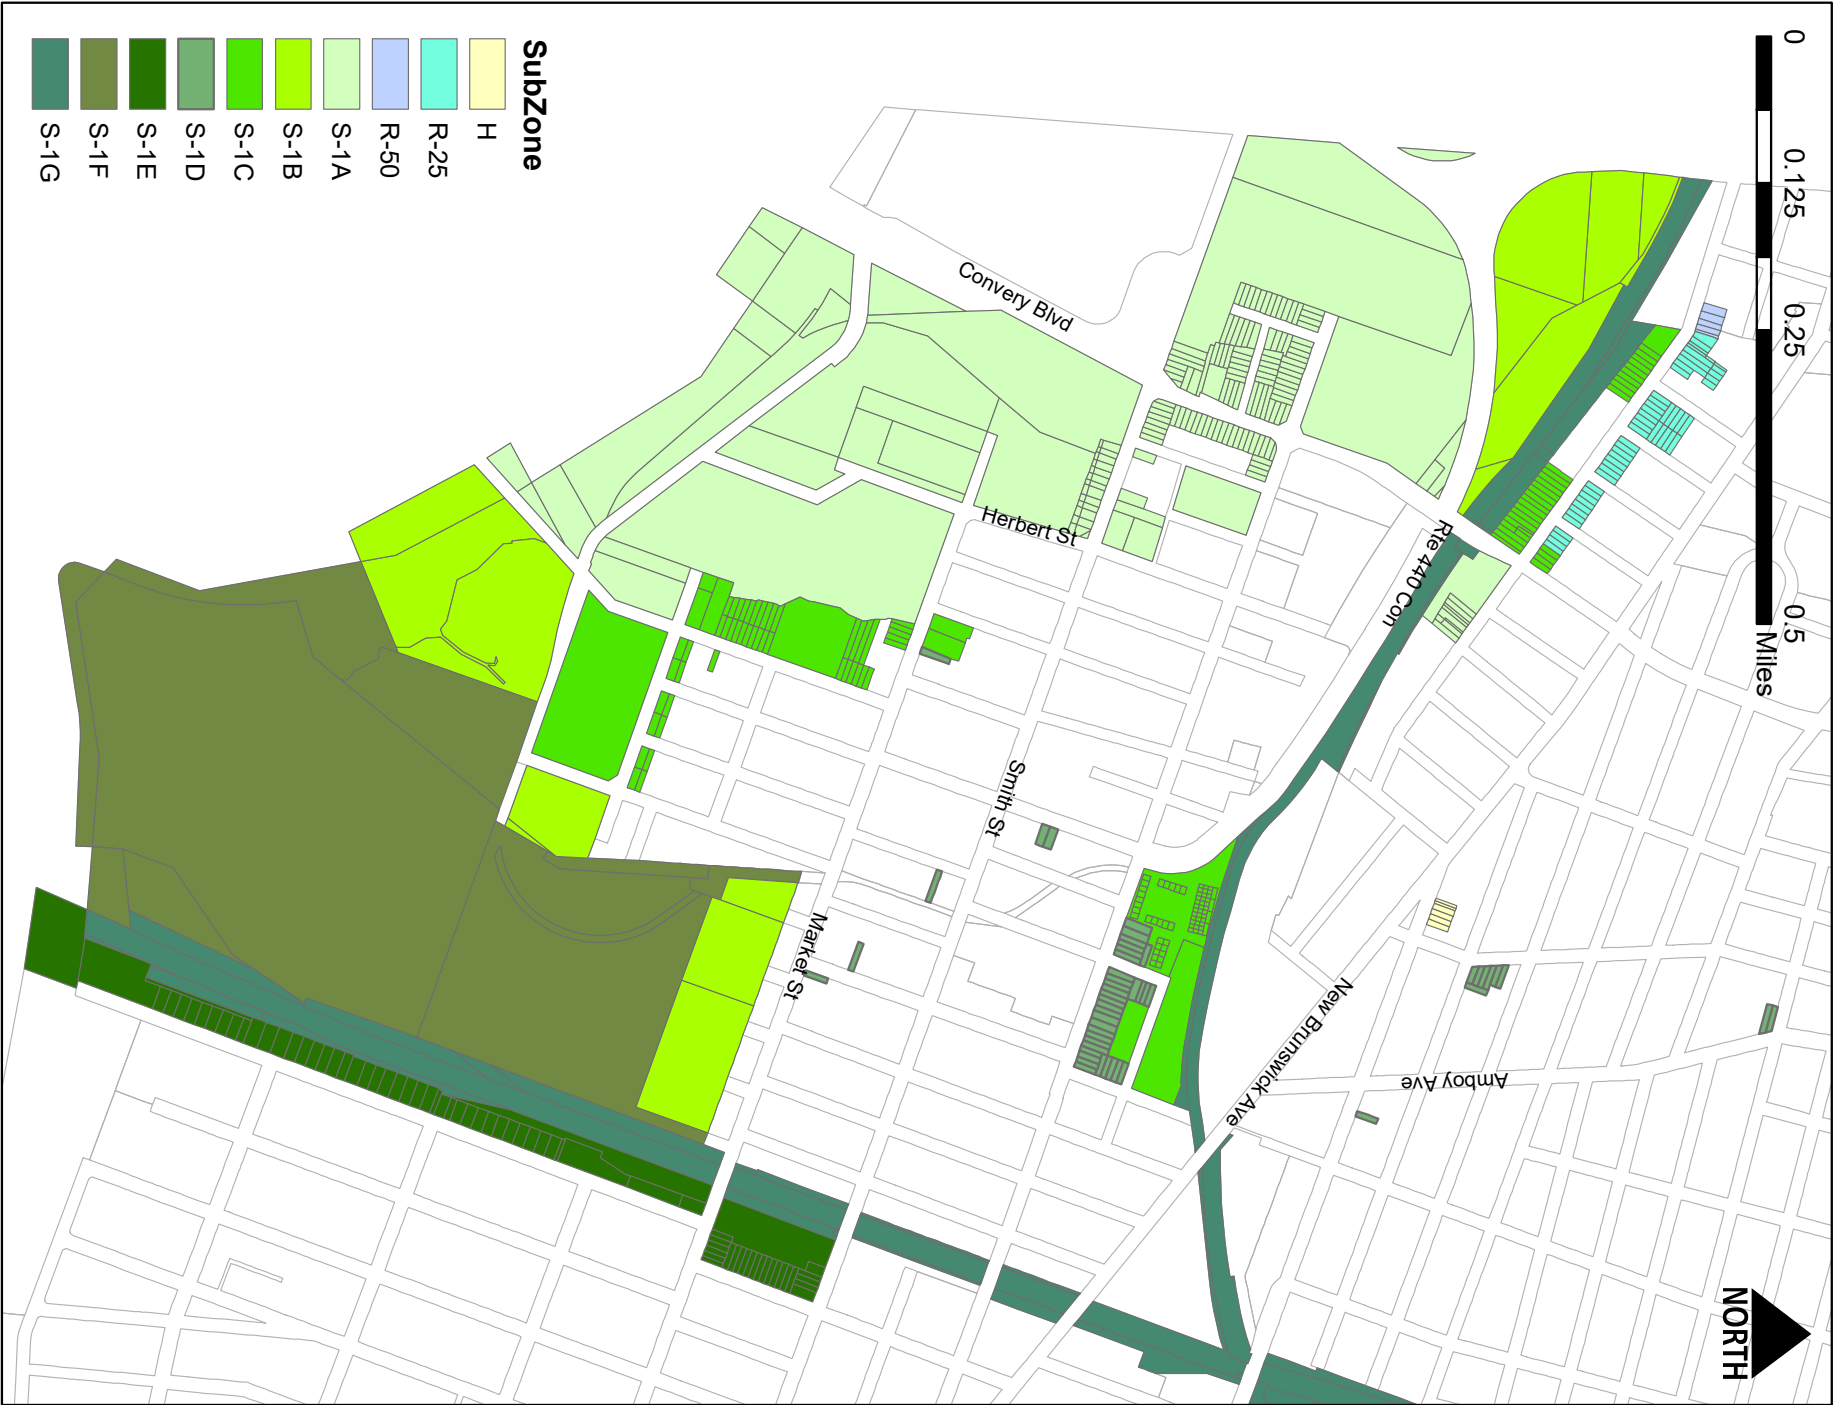 0
0.125
0.25
0.5
Miles
SubZone
H
R-25
R-50
S-1A
S-1B
S-1C
S-1D
S-1E
S-1F
S-1G
Convery Blvd
Herbert St
Rte 440 Con
Smith St
Market St
New Brunswick Ave
Amboy Ave
NORTH